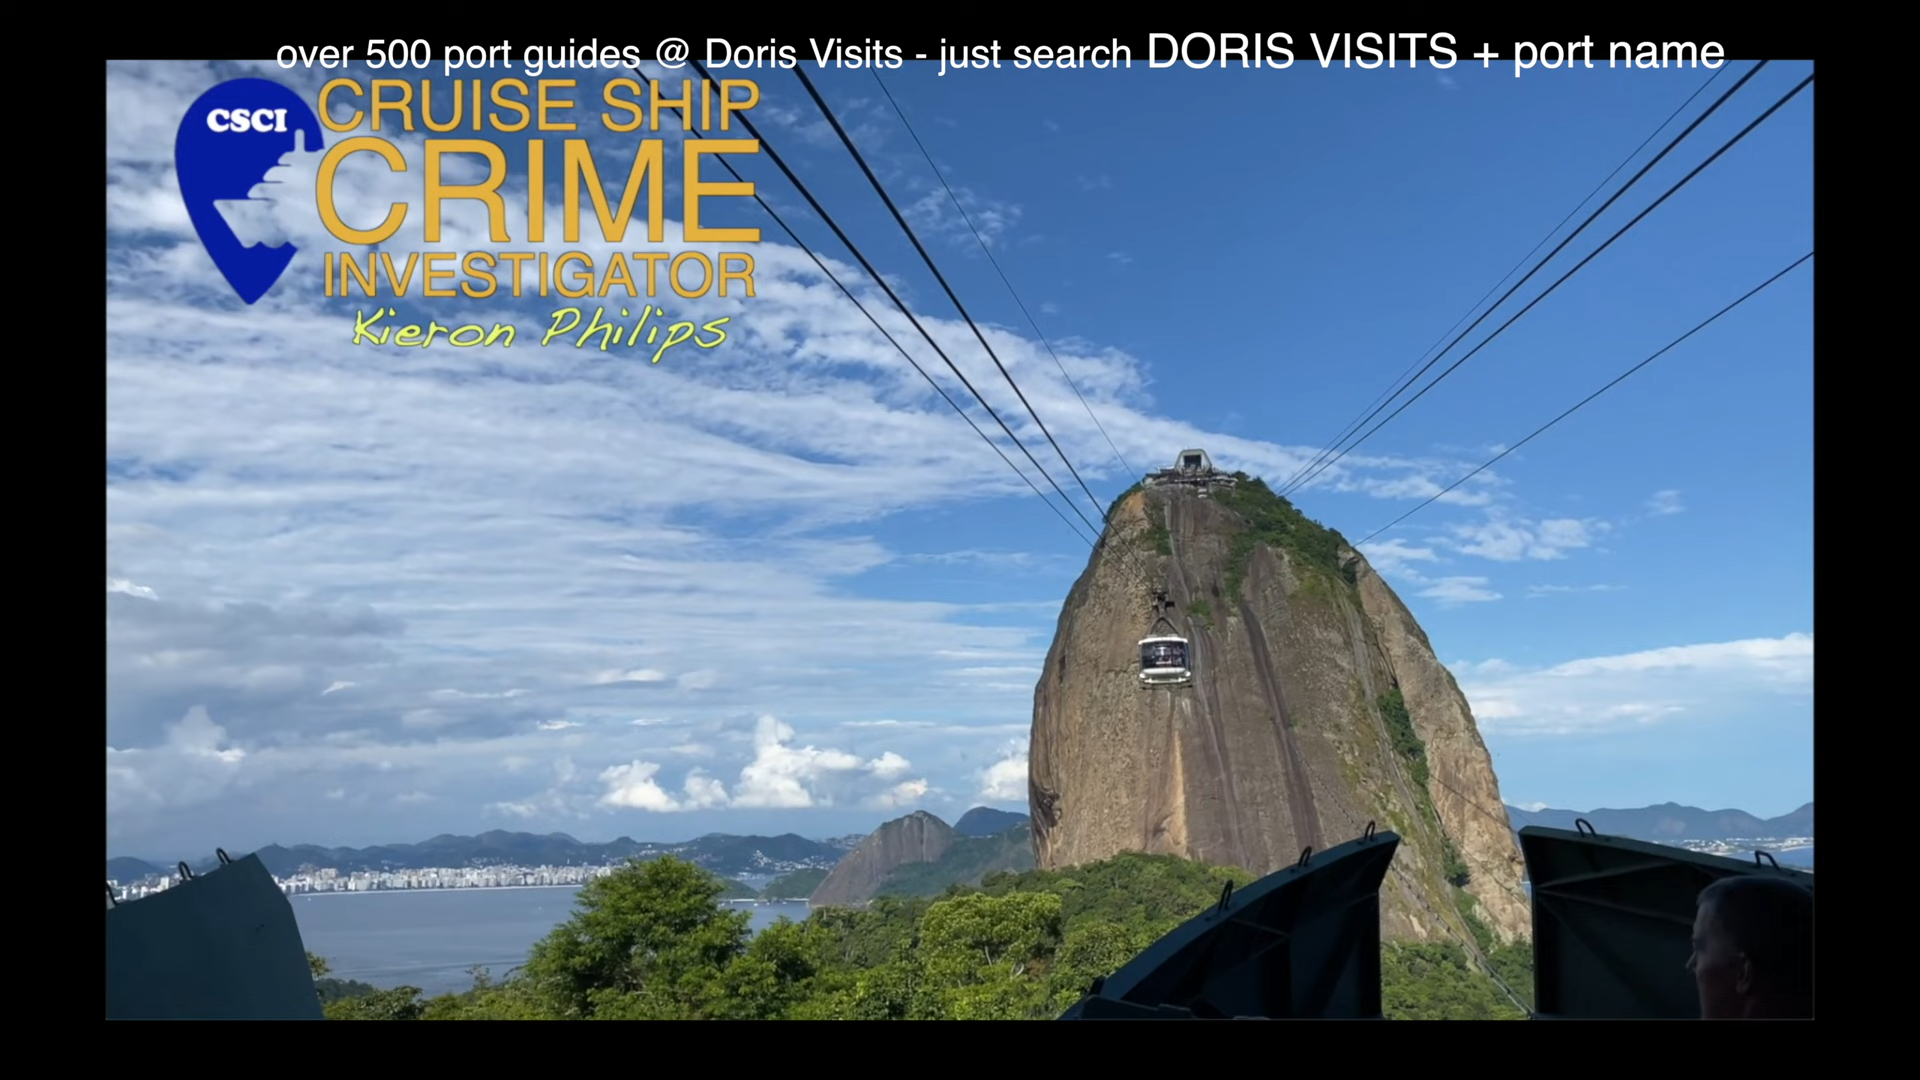 over 500 port guides @ Doris Visits - just search DORIS VISITS + port name
CSCI
CRUISE SHIP
CRIME
INVESTIGATOR
Kieron Philips